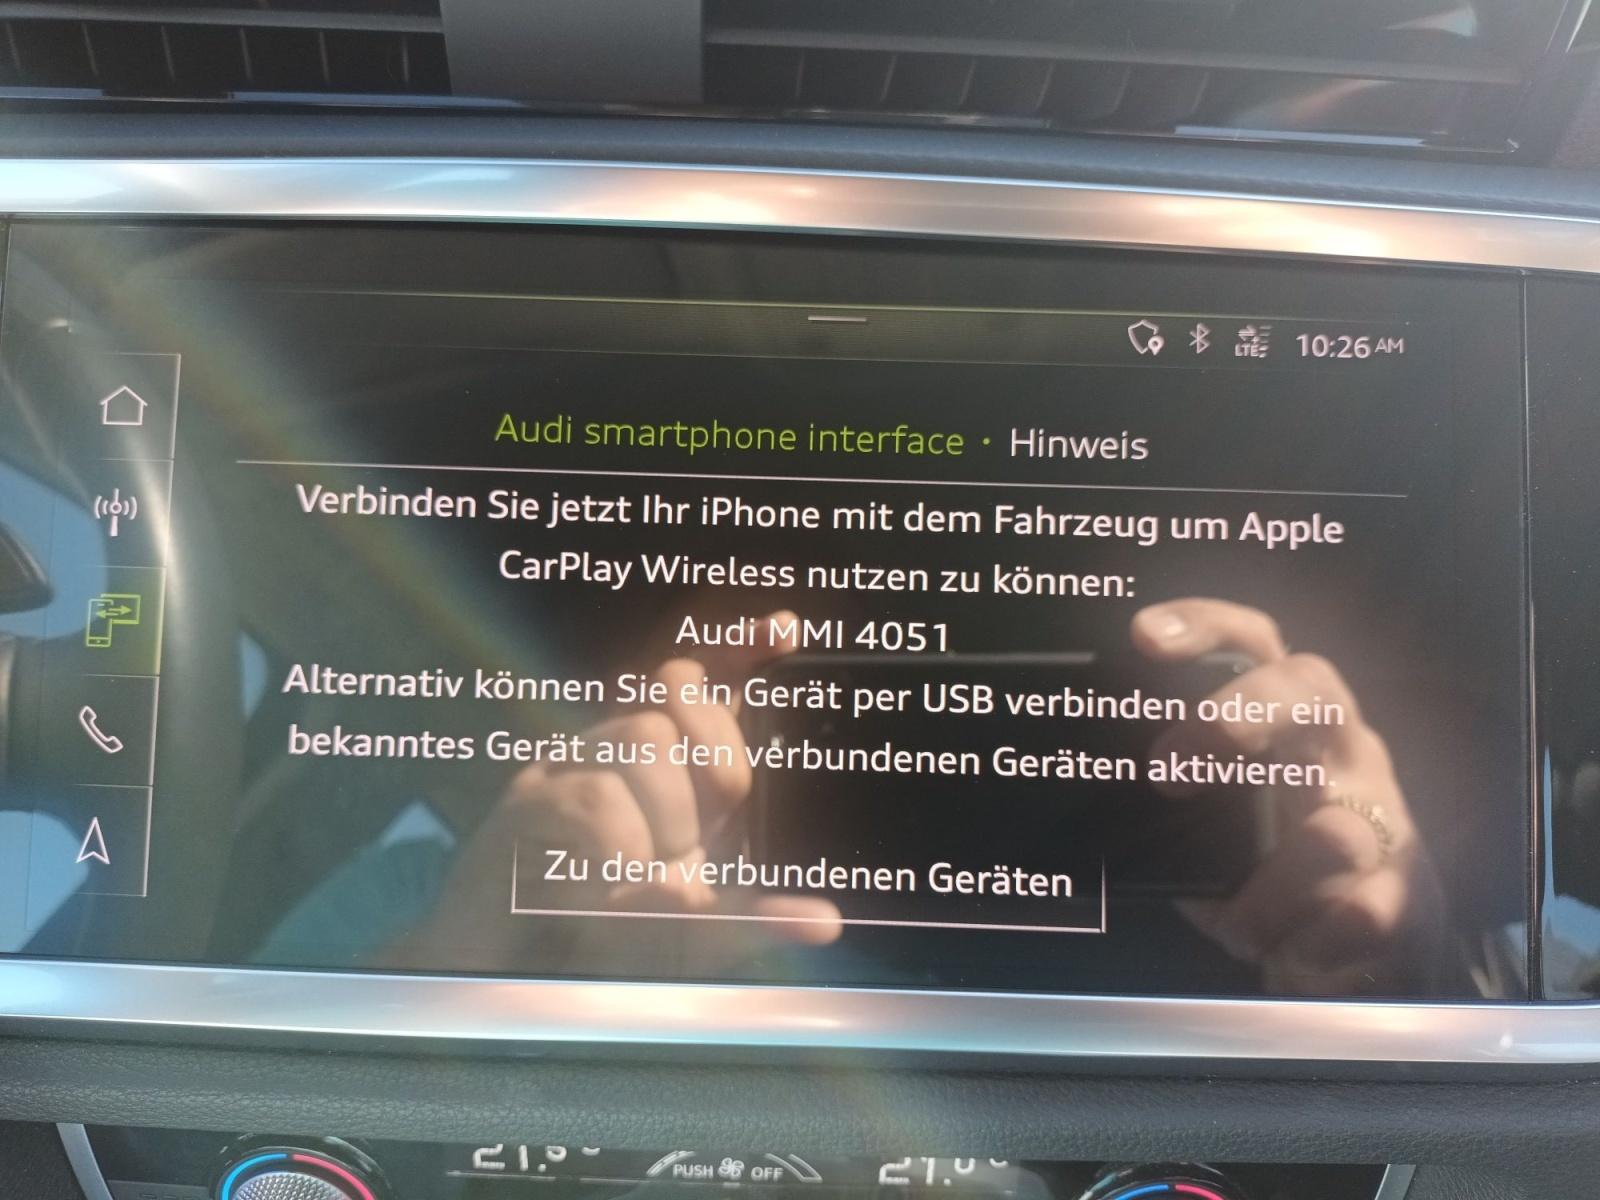 LTE 10:26 AM
Audi smartphone interface · Hinweis
Verbinden Sie jetzt Ihr iPhone mit dem Fahrzeug um Apple
CarPlay Wireless nutzen zu können:
Audi MMI 4051
Alternativ können Sie ein Gerät per USB verbinden oder ein
bekanntes Gerät aus den verbundenen Geräten aktivieren.
Zu den verbundenen Geräten
PUSH OFF